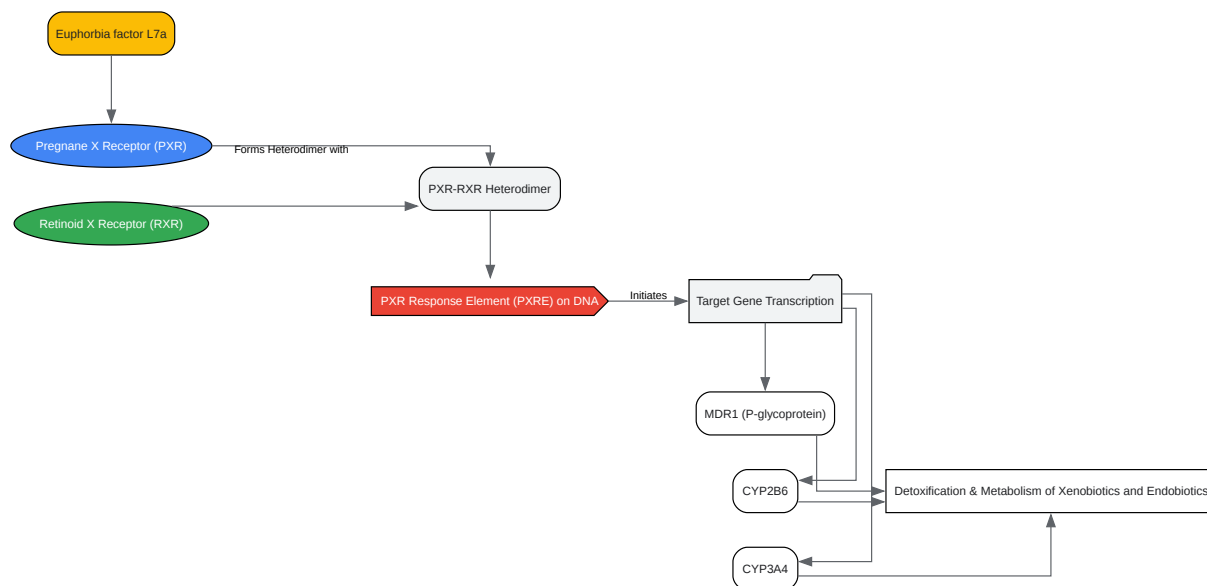 Euphorbia factor L7a
Pregnane X Receptor (PXR)
Forms Heterodimer with
PXR-RXR Heterodimer
Retinoid X Receptor (RXR)
PXR Response Element (PXRE) on DNA
Initiates
Target Gene Transcription
MDR1 (P-glycoprotein)
CYP2B6
Detoxification & Metabolism of Xenobiotics and Endobiotics
CYP3A4